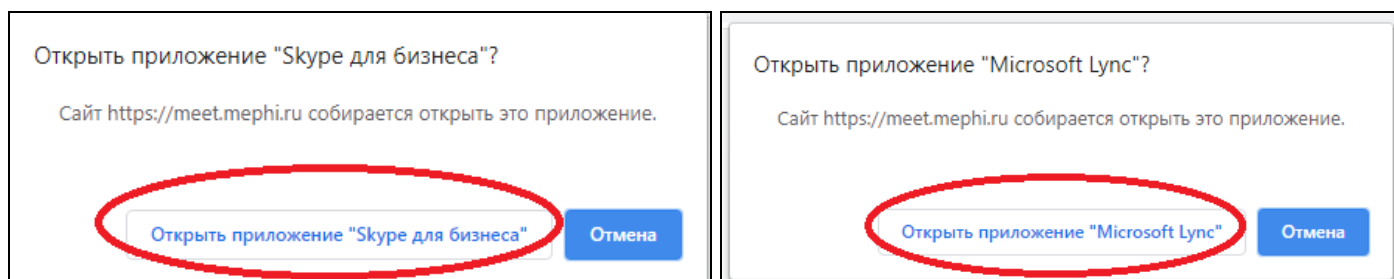 Открыть приложение "Skype для бизнеса"?
Сайт https://meet.mephi.ru собирается открыть это приложение.
Открыть приложение "Skype для бизнеса"
Отмена
Открыть приложение "Microsoft Lync"?
Сайт https://meet.mephi.ru собирается открыть это приложение.
Открыть приложение "Microsoft Lync"
Отмена